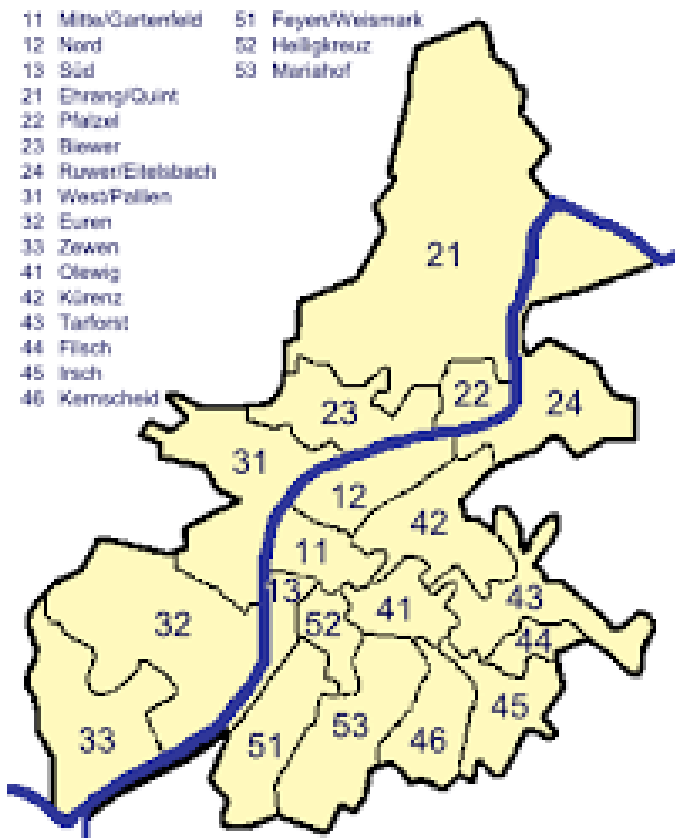 11 Mitte/Gartenfeld
12 Nord
13 Süd
21 Ehrang/Quint
22 Pfalzel
23 Biewer
24 Ruwer/Eitelsbach
31 West/Pallien
32 Euren
33 Zewen
41 Olewig
42 Kürenz
43 Tarforst
44 Filsch
45 Irsch
46 Kernscheid
51 Feyen/Weismark
52 Heiligkreuz
53 Mariahof
21
22
24
23
31
12
42
11
13
43
41
52
32
44
45
33
53
46
51